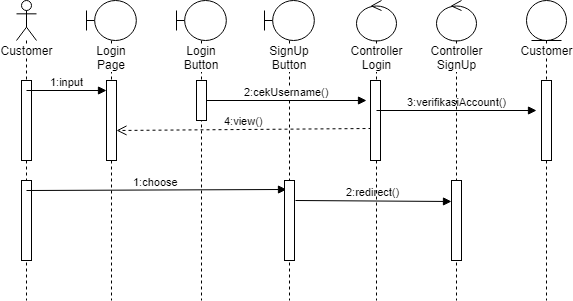 Customer
Login
Page
Login
Button
SignUp
Button
Controller
Login
Controller
SignUp
Customer
1:input
2:cekUsername()
3:verifikasiAccount()
4:view()
1:choose
2:redirect()